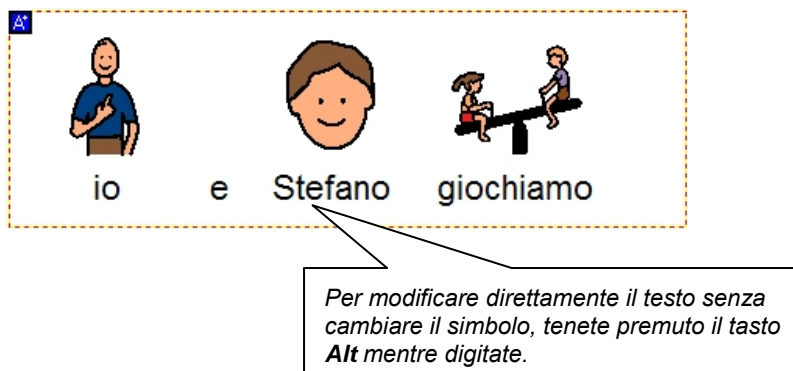 A+
io e Stefano giochiamo
Per modificare direttamente il testo senza
cambiare il simbolo, tenete premuto il tasto
Alt mentre digitate.